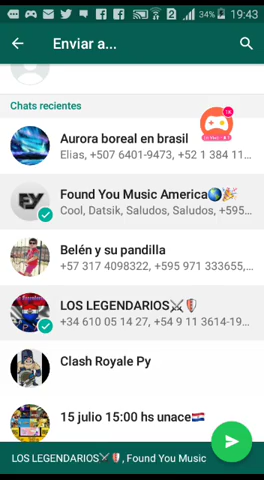 34% 19:43
Enviar a...
Chats recientes
Aurora boreal en brasil
Elias, +507 6401-9473, +52 1 384 11...
Found You Music America🌎🎉
Cool, Datsik, Saludos, Saludos, +595...
Belén y su pandilla
+57 317 4098322, +595 971 333655,...
LOS LEGENDARIOS⚔🛡
+34 610 05 14 27, +54 9 11 3614-19...
Clash Royale Py
15 julio 15:00 hs unace🇭🇷
LOS LEGENDARIOS⚔🛡, Found You Music